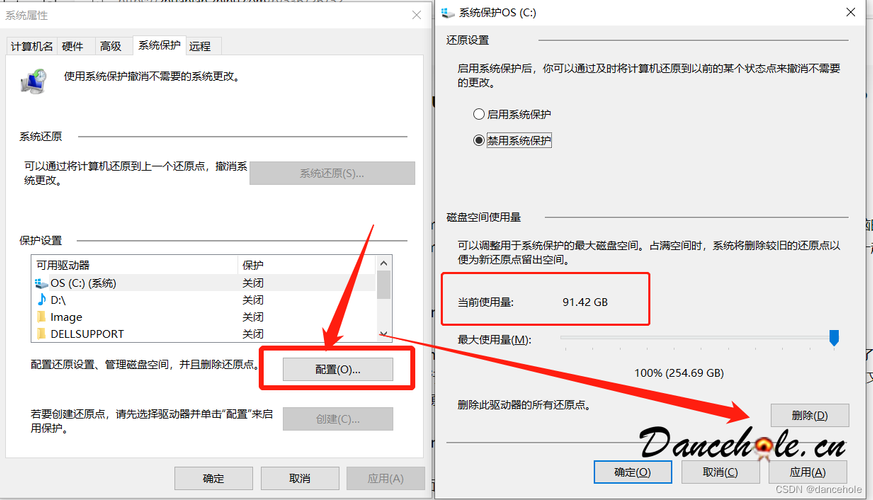 系统属性
计算机名
硬件
高级
系统保护
远程
使用系统保护撤消不需要的系统更改。
系统还原
可以通过将计算机还原到上一个还原点，撤消系
统更改。
系统还原(S)...
保护设置
可用驱动器
保护
OS (C:) (系统)
关闭
D:\
关闭
Image
关闭
DELLSUPPORT
关闭
配置还原设置、管理磁盘空间，并且删除还原点。
配置(O)...
若要创建还原点，请先选择驱动器并单击"配置"来启
用保护。
创建(C)...
确定
取消
应用(A)
系统保护OS (C:)
还原设置
启用系统保护后，你可以通过及时将计算机还原到以前的某个状态点来撤消不需要
的更改。
启用系统保护
禁用系统保护
磁盘空间使用量
可以调整用于系统保护的最大磁盘空间。占满空间时，系统将删除较旧的还原点以
便为新还原点留出空间。
当前使用量:
91.42 GB
最大使用量(M):
100% (254.69 GB)
删除此驱动器的所有还原点。
删除(D)
Dancehole.cn
确定(O)
取消(C)
应用(A)
CSDN @dancehole